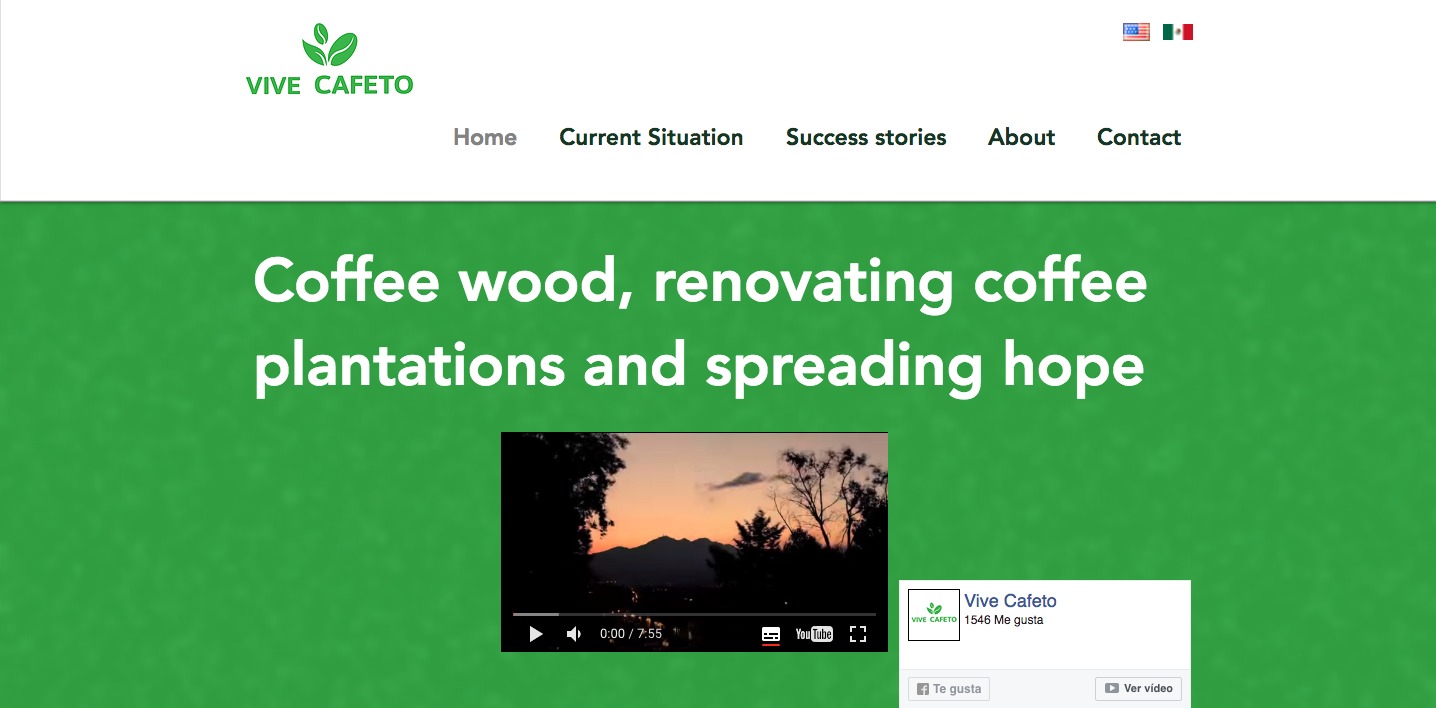 VIVE CAFETO
Home Current Situation Success stories About Contact
Coffee wood, renovating coffee
plantations and spreading hope
0:00 / 7:55 YouTube
VIVE CAFETO
Vive Cafeto
1546 Me gusta
Te gusta Ver vídeo